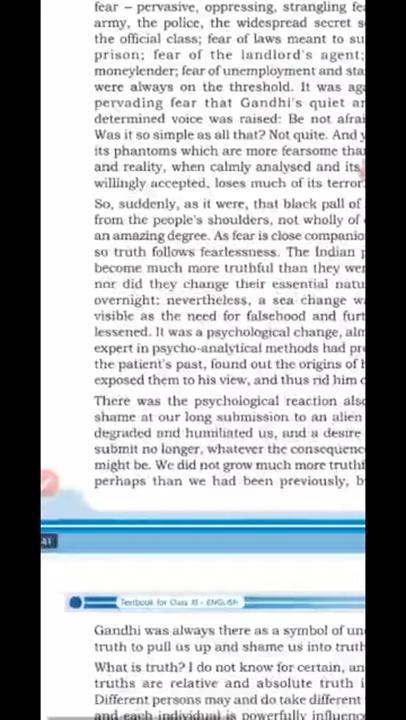 fear – pervasive, oppressing, strangling
army, the police, the widespread secret
the official class; fear of laws meant to
prison; fear of the landlord's agent;
moneylender; fear of unemployment and
were always on the threshold. It was
pervading fear that Gandhi's quiet
determined voice was raised: Be not
Was it so simple as all that? Not quite. And
its phantoms which are more fearsome
and reality, when calmly analysed and its
willingly accepted, loses much of its terror.
So, suddenly, as it were, that black pall of
from the people's shoulders, not wholly of
an amazing degree. As fear is close
so truth follows fearlessness. The Indian
become much more truthful than they
nor did they change their essential
overnight; nevertheless, a sea change
visible as the need for falsehood and
lessened. It was a psychological change,
expert in psycho-analytical methods had
the patient's past, found out the origins of
exposed them to his view, and thus rid him
There was the psychological reaction
shame at our long submission to an alien
degraded and humiliated us, and a desire
submit no longer, whatever the
might be. We did not grow much more
perhaps than we had been previously,
41
Textbook for Class XI – ENGLISH
Gandhi was always there as a symbol of
truth to pull us up and shame us into
What is truth? I do not know for certain,
truths are relative and absolute truth
Different persons may and do take different
and each individual is powerfully